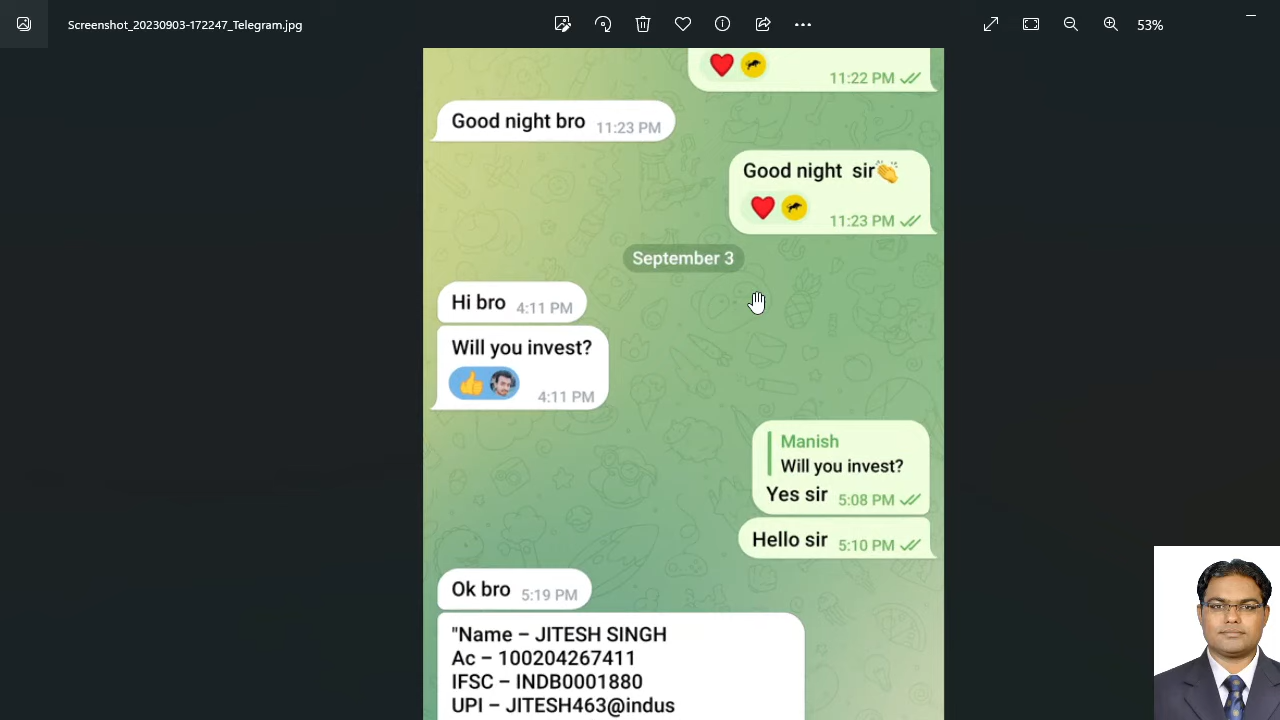 Screenshot_20230903-172247_Telegram.jpg
53%
11:22 PM
Good night bro 11:23 PM
Good night sir
11:23 PM
September 3
Hi bro 4:11 PM
Will you invest?
4:11 PM
Manish
Will you invest?
Yes sir 5:08 PM
Hello sir 5:10 PM
Ok bro 5:19 PM
"Name – JITESH SINGH
Ac – 100204267411
IFSC – INDB0001880
UPI – JITESH463@indus